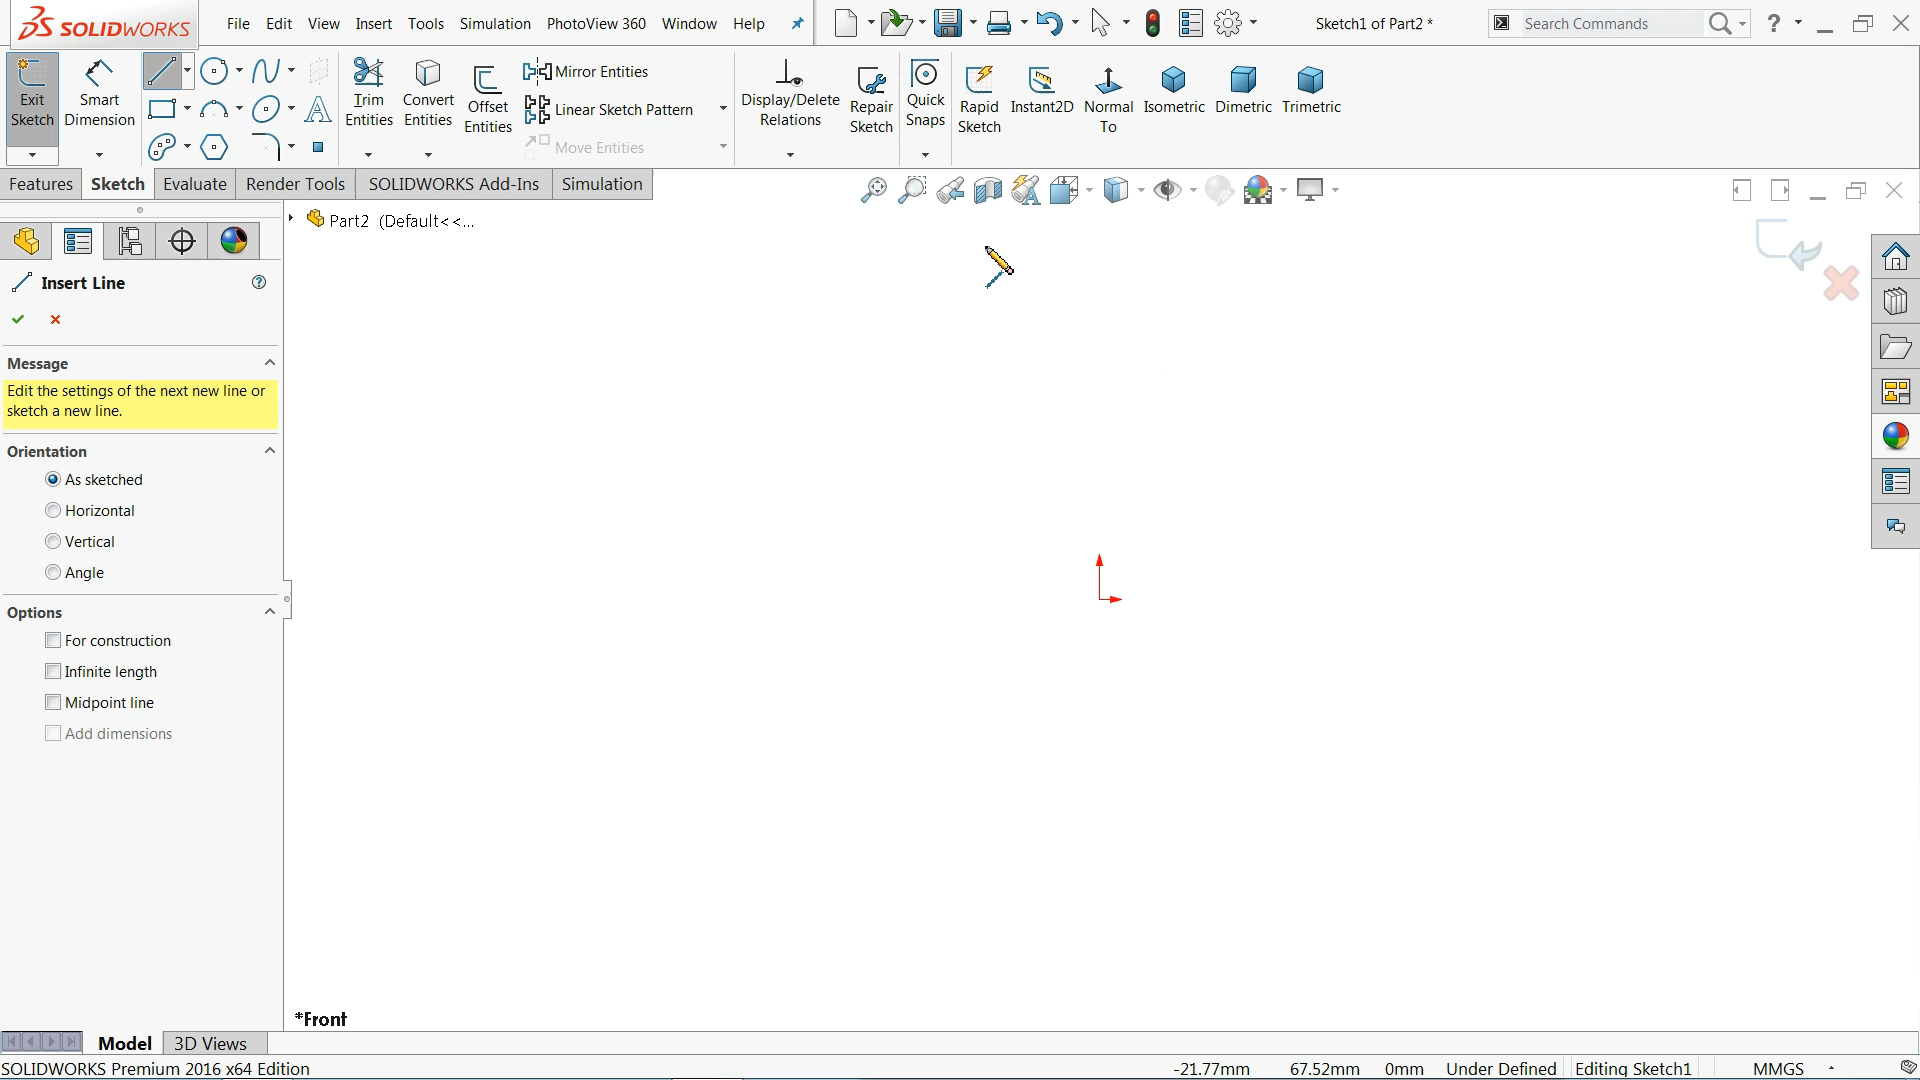 SOLIDWORKS
File Edit View Insert Tools Simulation PhotoView 360 Window Help
Sketch1 of Part2 *
Search Commands
?
Exit Sketch
Smart Dimension
Trim Entities
Convert Entities
Offset Entities
Mirror Entities
Linear Sketch Pattern
Move Entities
Display/Delete Relations
Repair Sketch
Quick Snaps
Rapid Sketch
Instant2D
Normal To
Isometric
Dimetric
Trimetric
Features Sketch Evaluate Render Tools SOLIDWORKS Add-Ins Simulation
Part2 (Default<<...
Insert Line
?
Message
Edit the settings of the next new line or
sketch a new line.
Orientation
As sketched
Horizontal
Vertical
Angle
Options
For construction
Infinite length
Midpoint line
Add dimensions
*Front
Model 3D Views
SOLIDWORKS Premium 2016 x64 Edition
-21.77mm 67.52mm 0mm Under Defined Editing Sketch1 MMGS